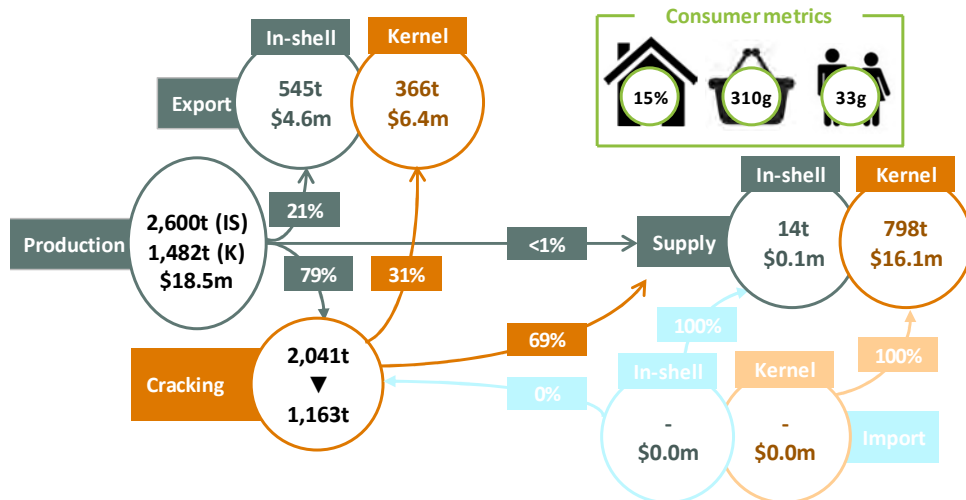 Consumer metrics
15%
310g
33g
In-shell
Kernel
Export
545t
$4.6m
366t
$6.4m
Production
2,600t (IS)
1,482t (K)
$18.5m
21%
79%
31%
<1%
Supply
In-shell
Kernel
14t
$0.1m
798t
$16.1m
Cracking
2,041t
▼
1,163t
69%
0%
100%
100%
In-shell
Kernel
-
$0.0m
-
$0.0m
Import